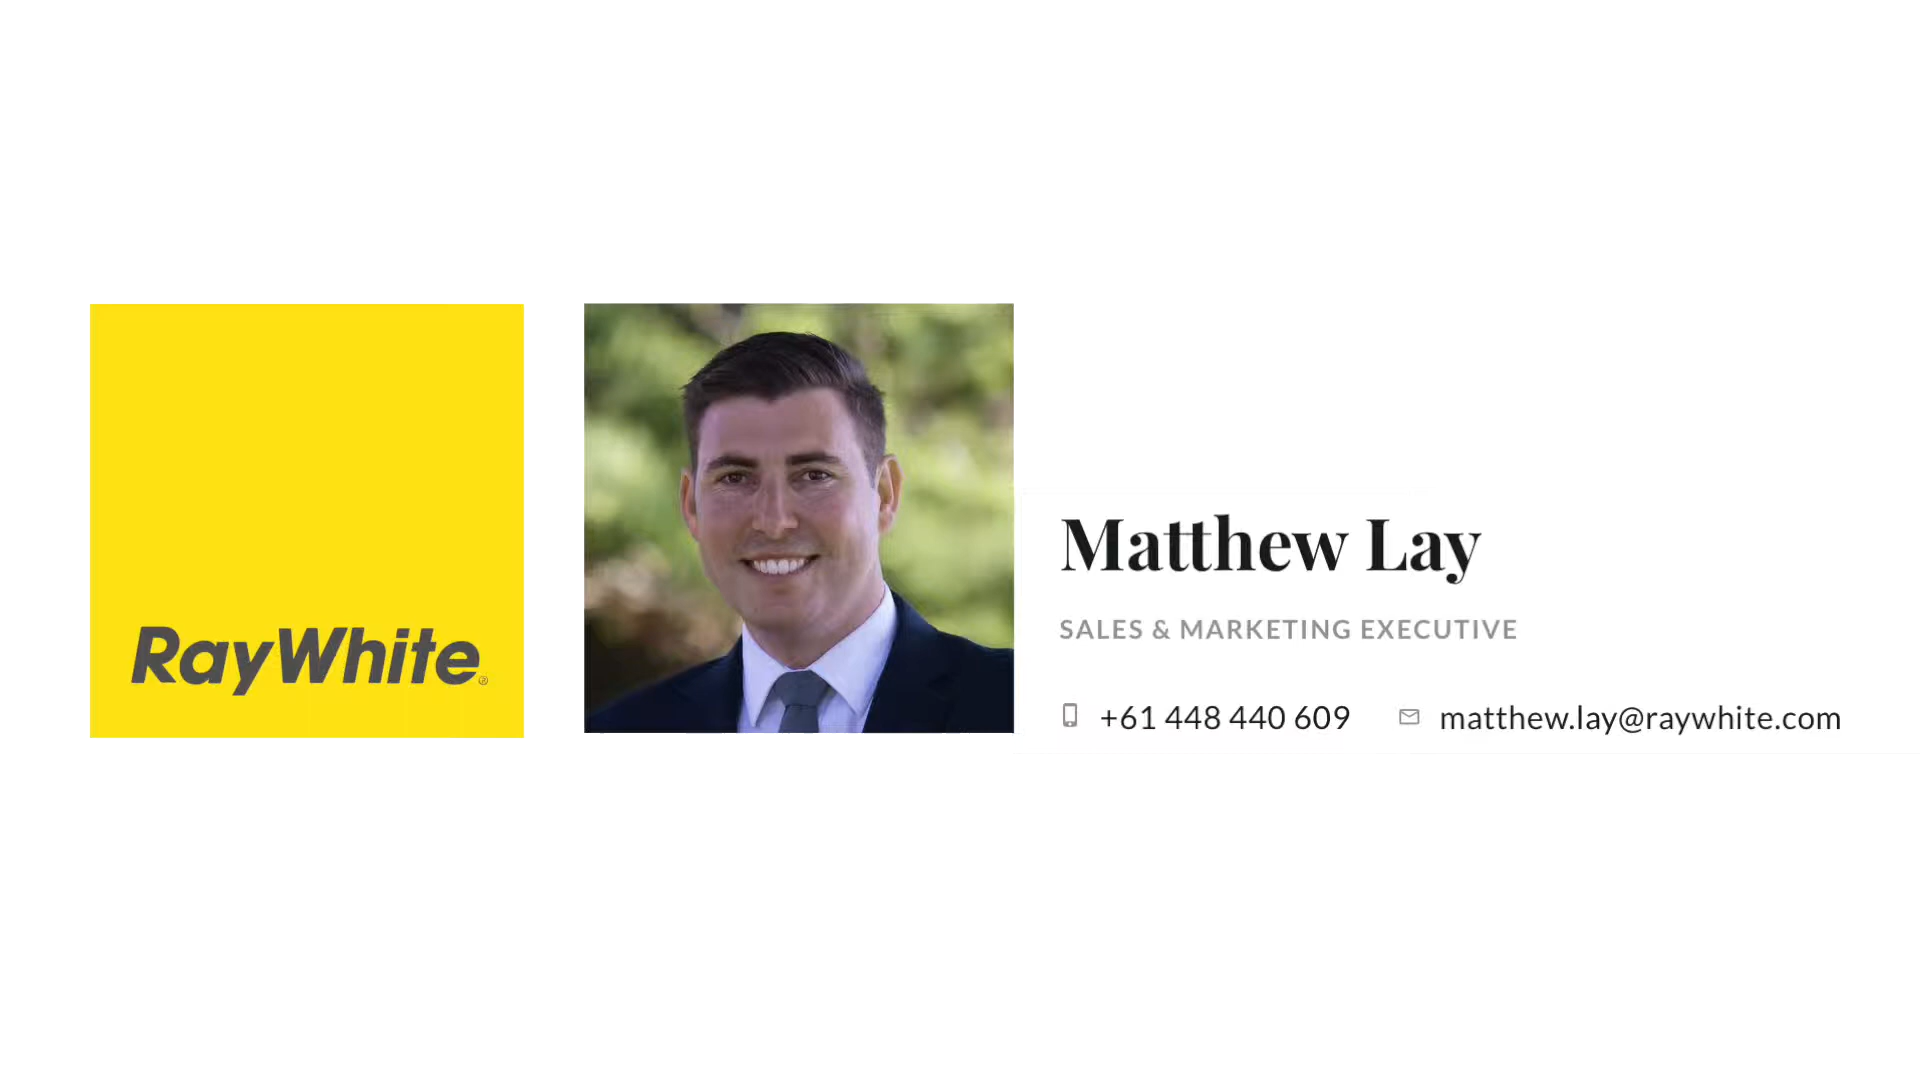 RayWhite®
Matthew Lay
SALES & MARKETING EXECUTIVE
+61 448 440 609
matthew.lay@raywhite.com